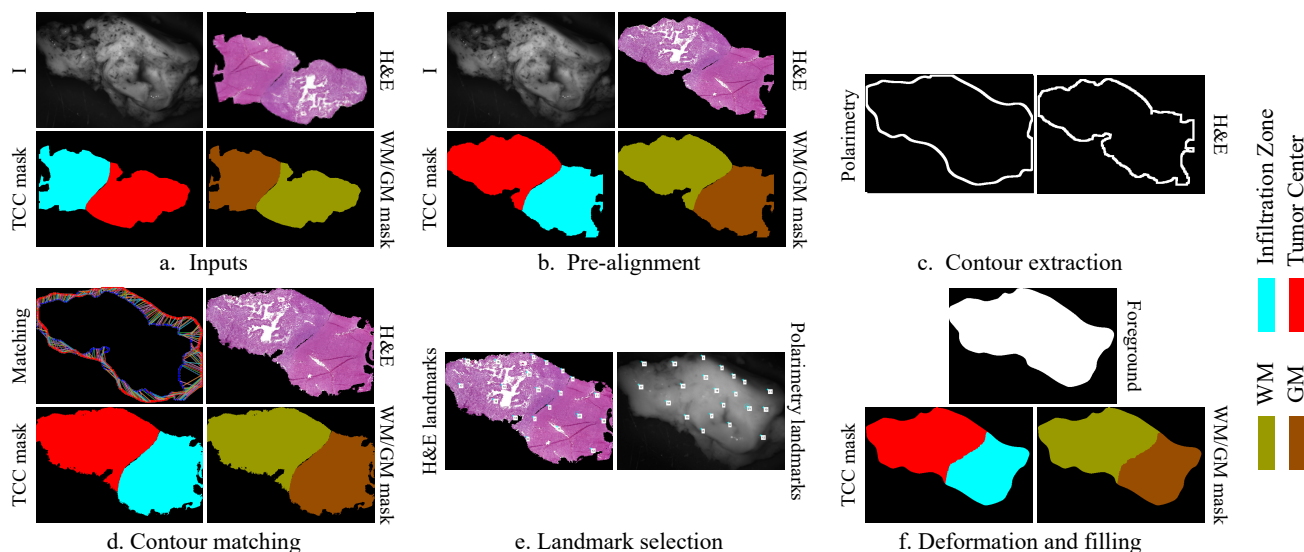 I
H&E
TCC mask
WM/GM mask
a. Inputs
I
H&E
TCC mask
WM/GM mask
b. Pre-alignment
Polarimetry
H&E
c. Contour extraction
Matching
H&E
TCC mask
WM/GM mask
d. Contour matching
H&E landmarks
Polarimetry landmarks
e. Landmark selection
Foreground
TCC mask
WM/GM mask
f. Deformation and filling
Infiltration Zone
Tumor Center
WM
GM